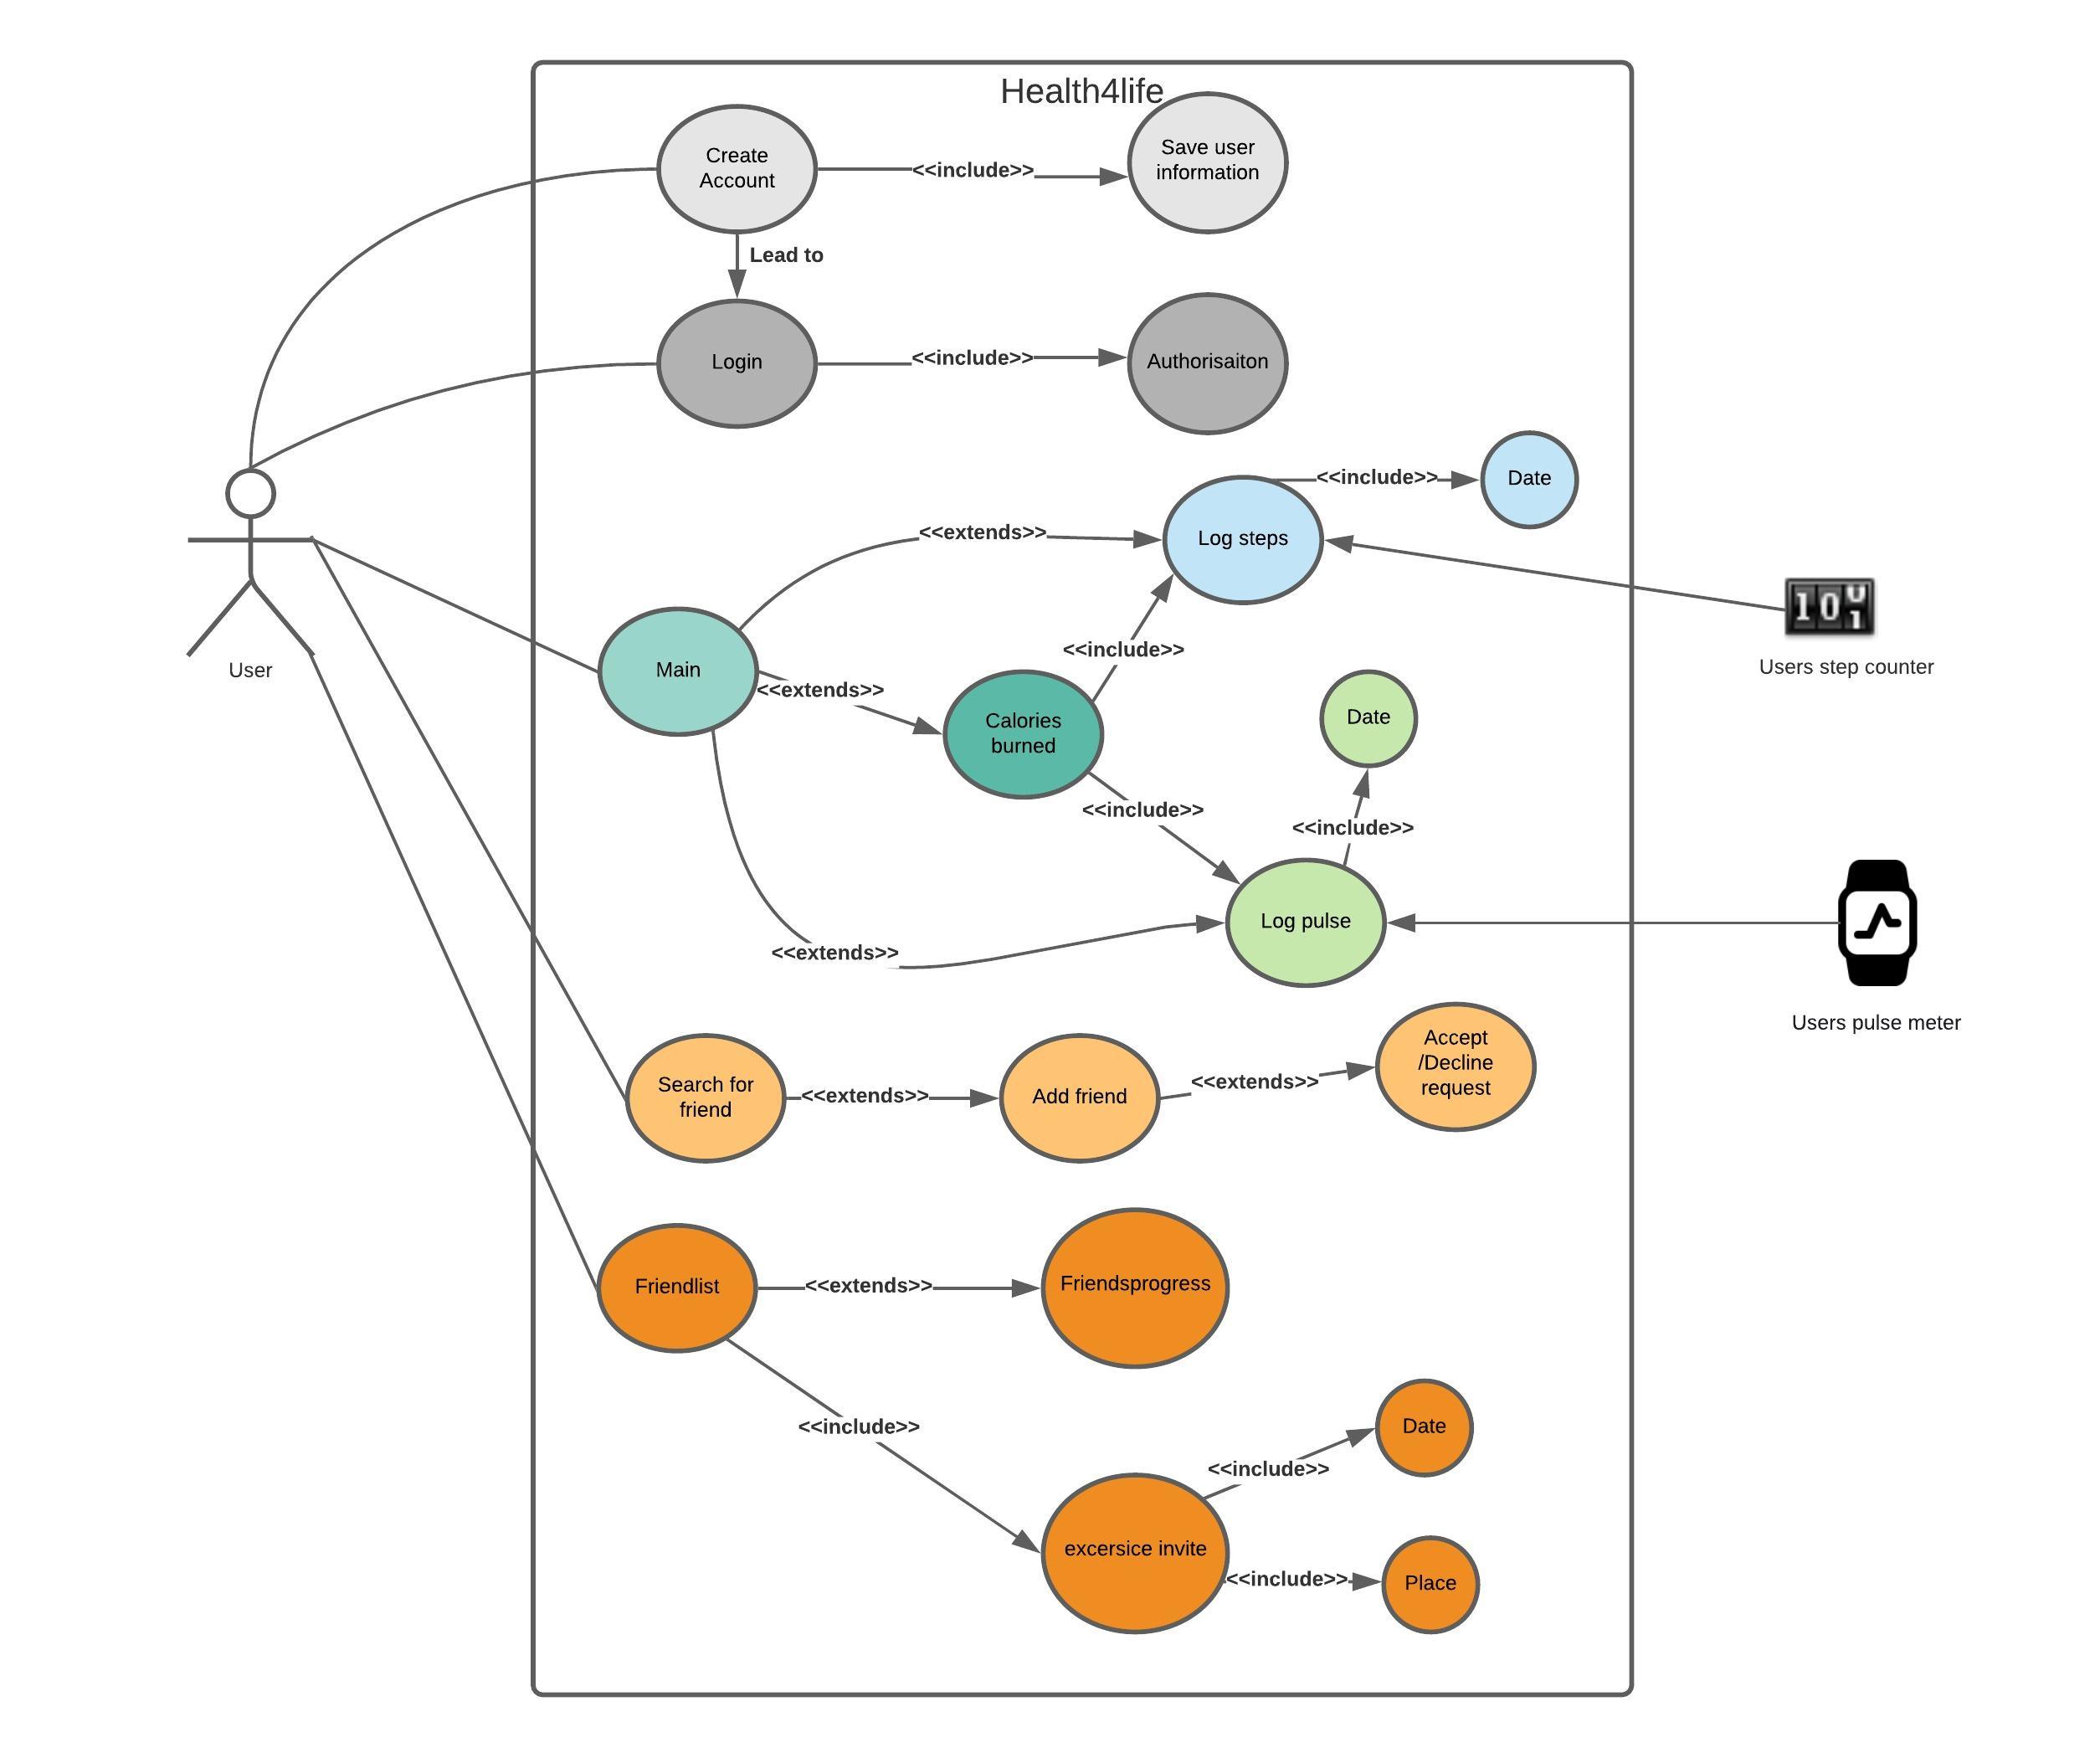 Health4life
Create
Account
<<include>>
Save user
information
Lead to
Login
<<include>>
Authorisaiton
<<include>>
Date
<<extends>>
Log steps
User
Main
<<extends>>
<<include>>
Calories
burned
101
Users step counter
Date
<<include>>
<<include>>
Log pulse
<<extends>>
Users pulse meter
Search for
friend
<<extends>>
Add friend
<<extends>>
Accept
/Decline
request
Friendlist
<<extends>>
Friendsprogress
<<include>>
Date
<<include>>
excersice invite
<<include>>
Place